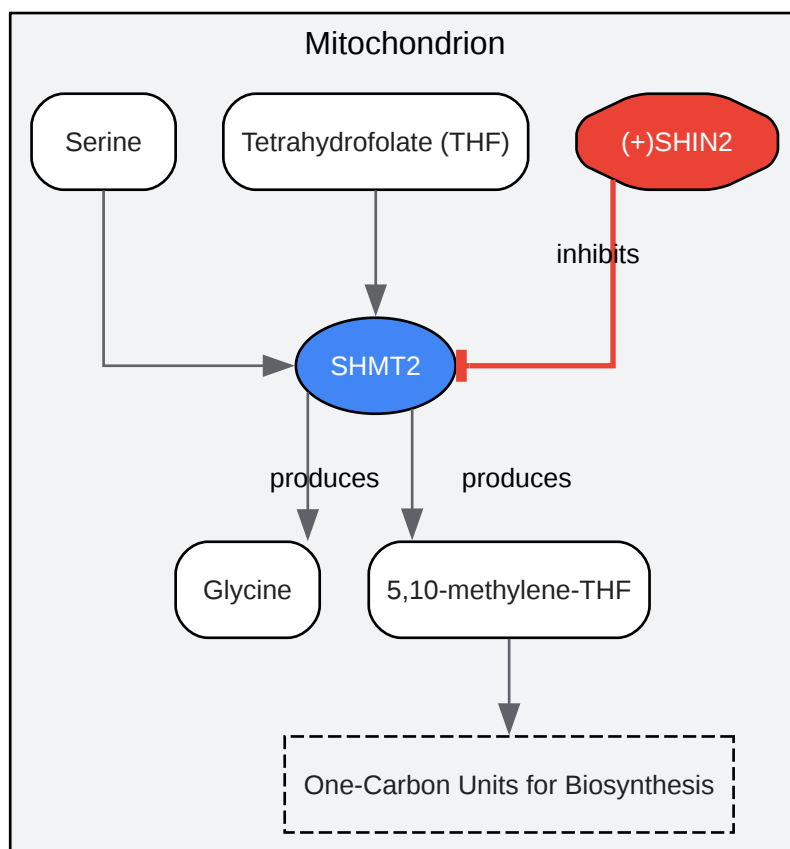 Mitochondrion
Serine
Tetrahydrofolate (THF)
(+)SHIN2
inhibits
SHMT2
produces
produces
Glycine
5,10-methylene-THF
One-Carbon Units for Biosynthesis